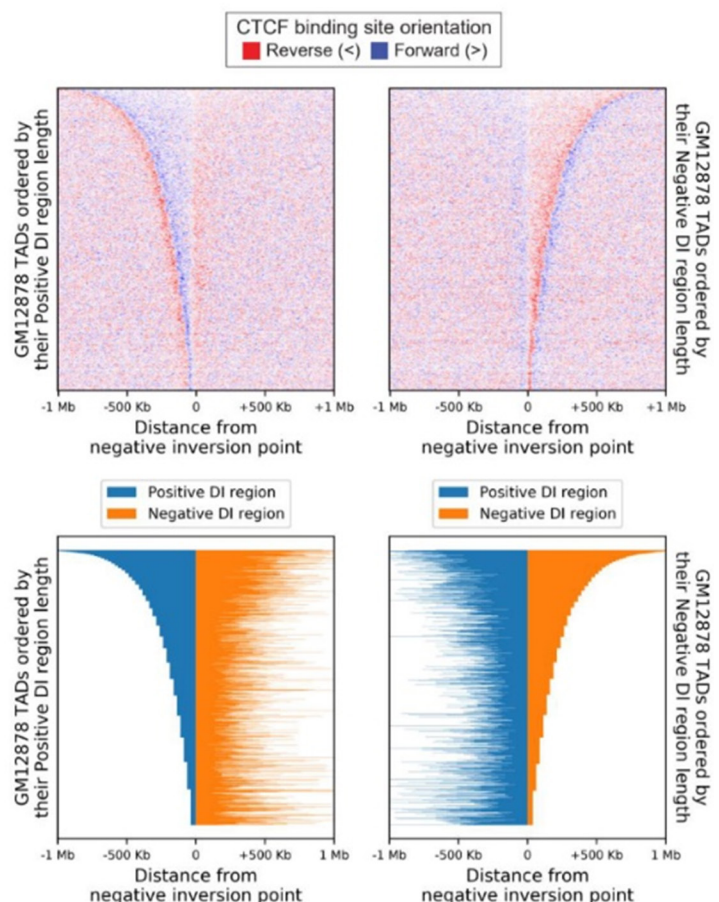 CTCF binding site orientation
Reverse (<) Forward (>)
GM12878 TADs ordered by
their Positive DI region length
-1 Mb -500 Kb 0 +500 Kb +1 Mb
Distance from
negative inversion point
GM12878 TADs ordered by
their Negative DI region length
-1 Mb -500 Kb 0 +500 Kb +1 Mb
Distance from
negative inversion point
Positive DI region
Negative DI region
GM12878 TADs ordered by
their Positive DI region length
-1 Mb -500 Kb 0 +500 Kb 1 Mb
Distance from
negative inversion point
Positive DI region
Negative DI region
GM12878 TADs ordered by
their Negative DI region length
-1 Mb -500 Kb 0 +500 Kb 1 Mb
Distance from
negative inversion point